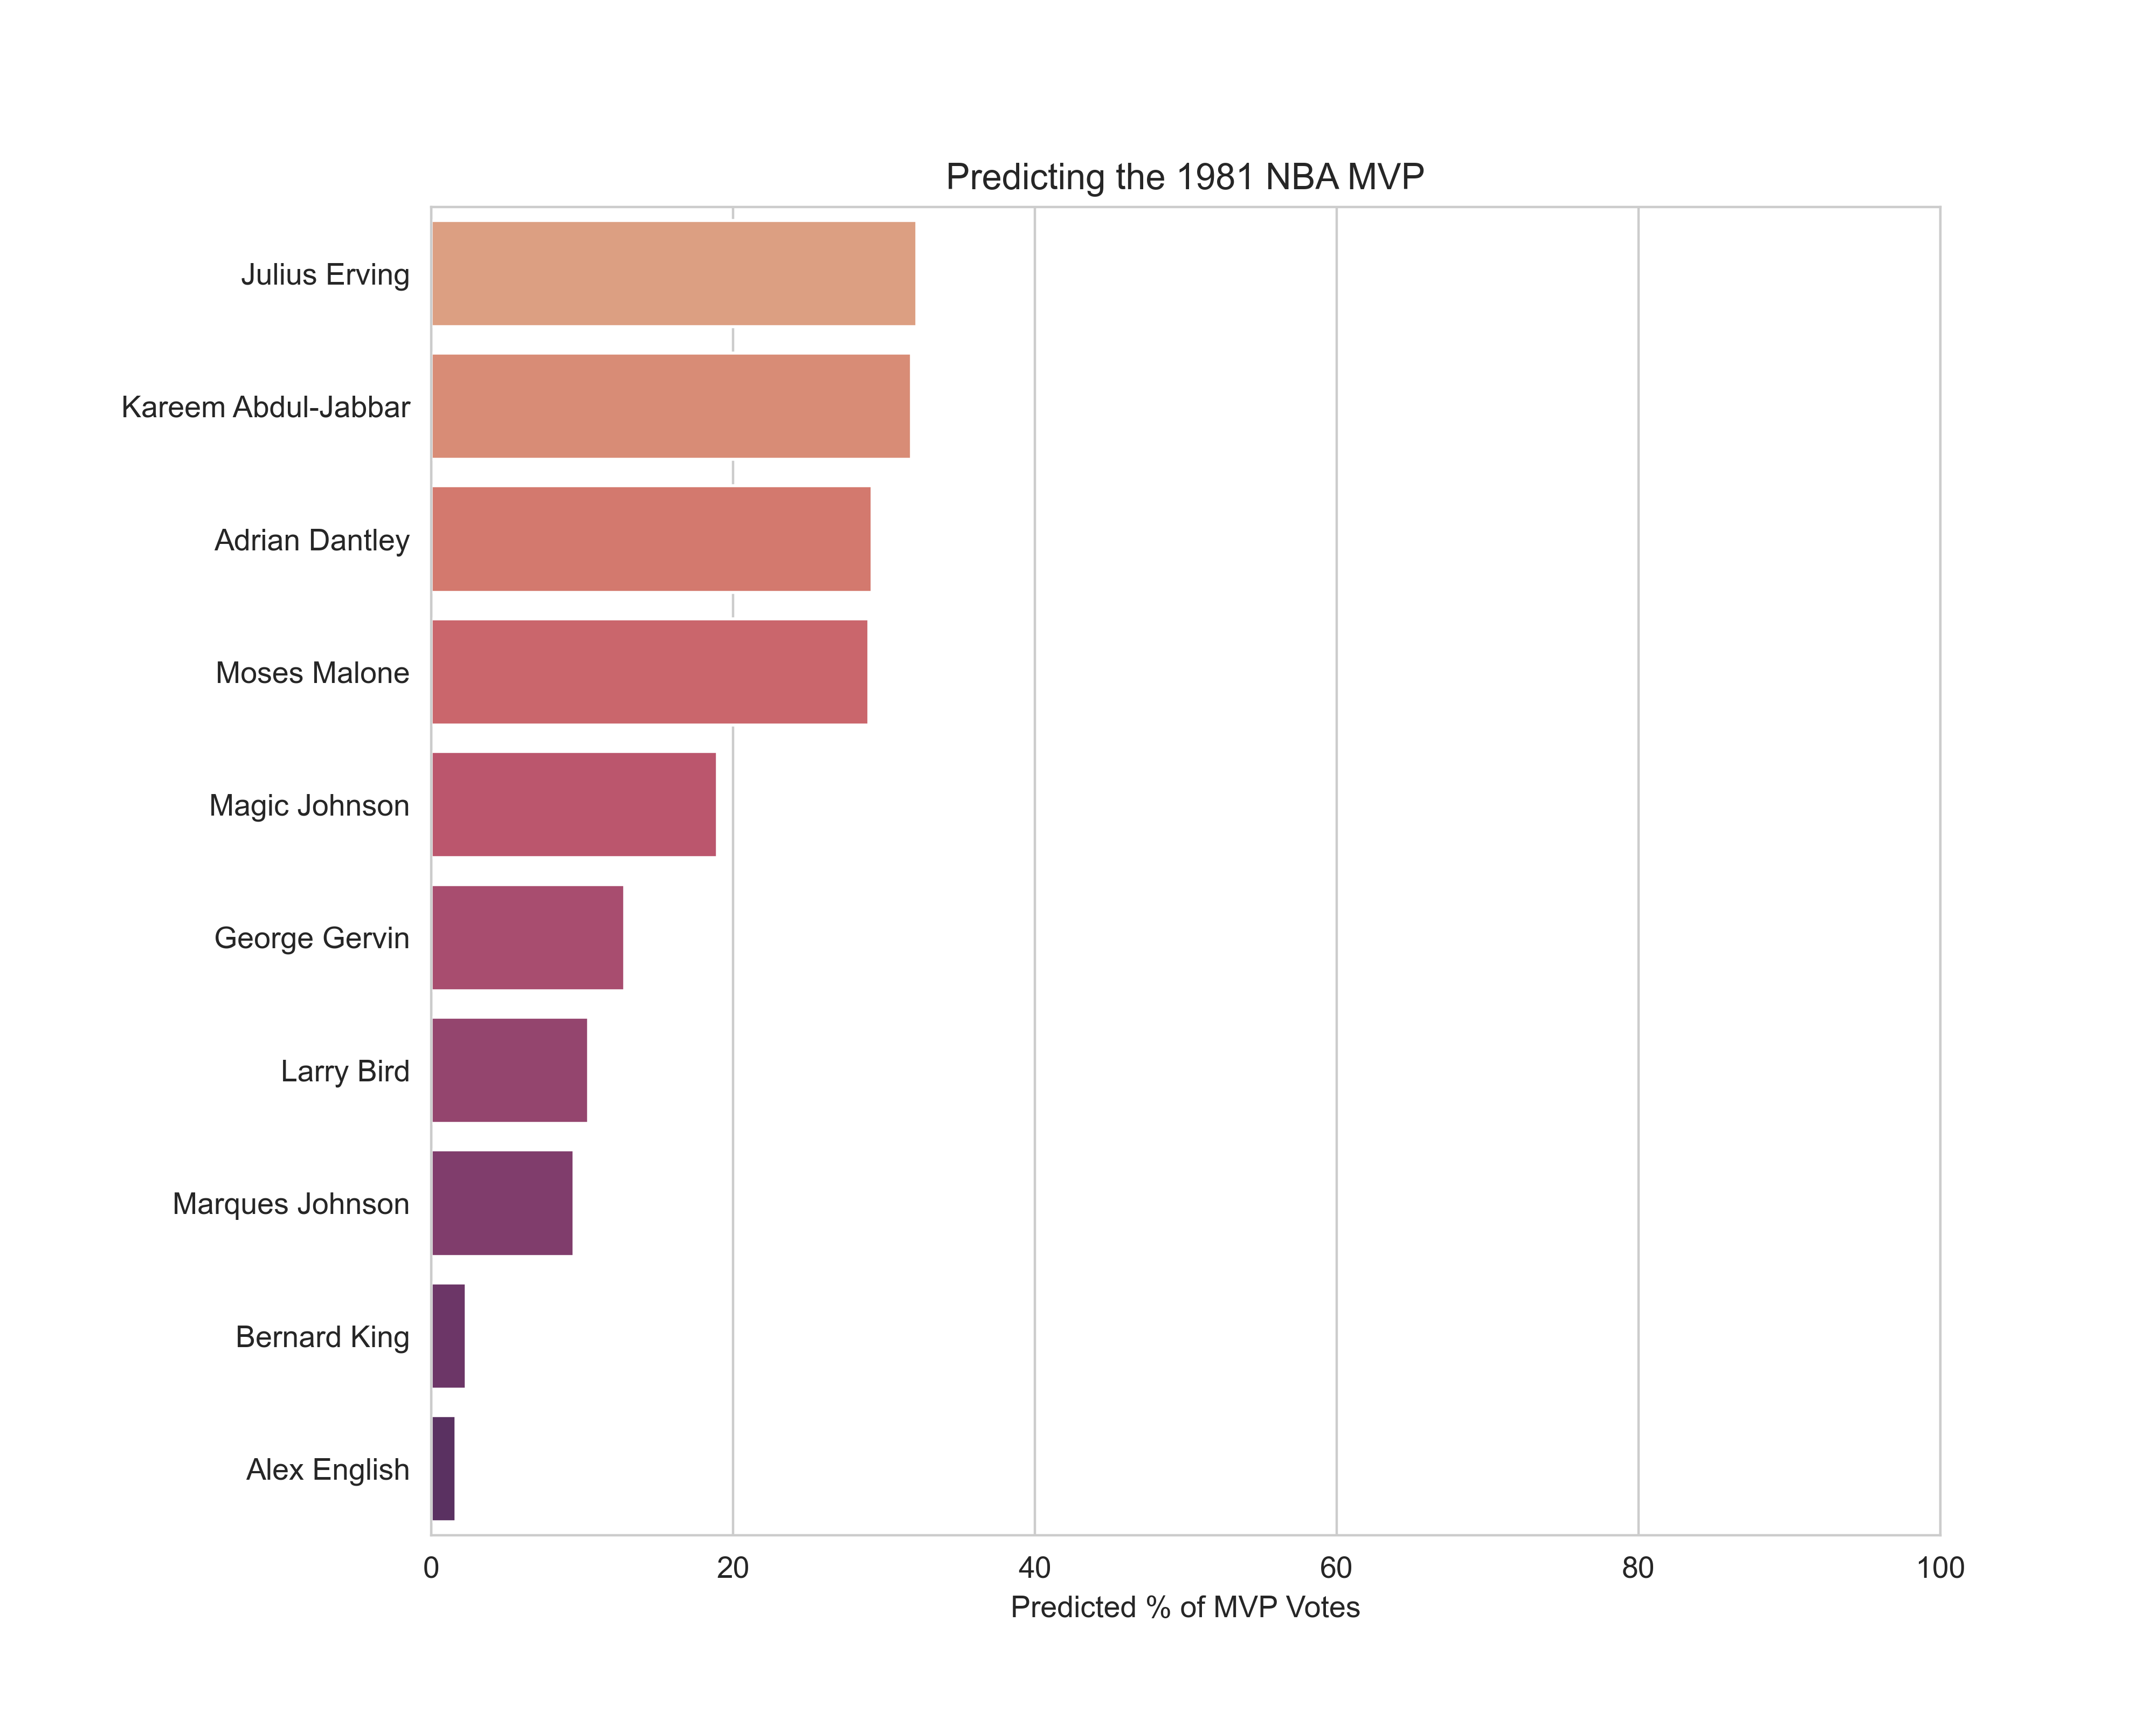 Predicting the 1981 NBA MVP
Julius Erving
Kareem Abdul-Jabbar
Adrian Dantley
Moses Malone
Magic Johnson
George Gervin
Larry Bird
Marques Johnson
Bernard King
Alex English
0 20 40 60 80 100
Predicted % of MVP Votes